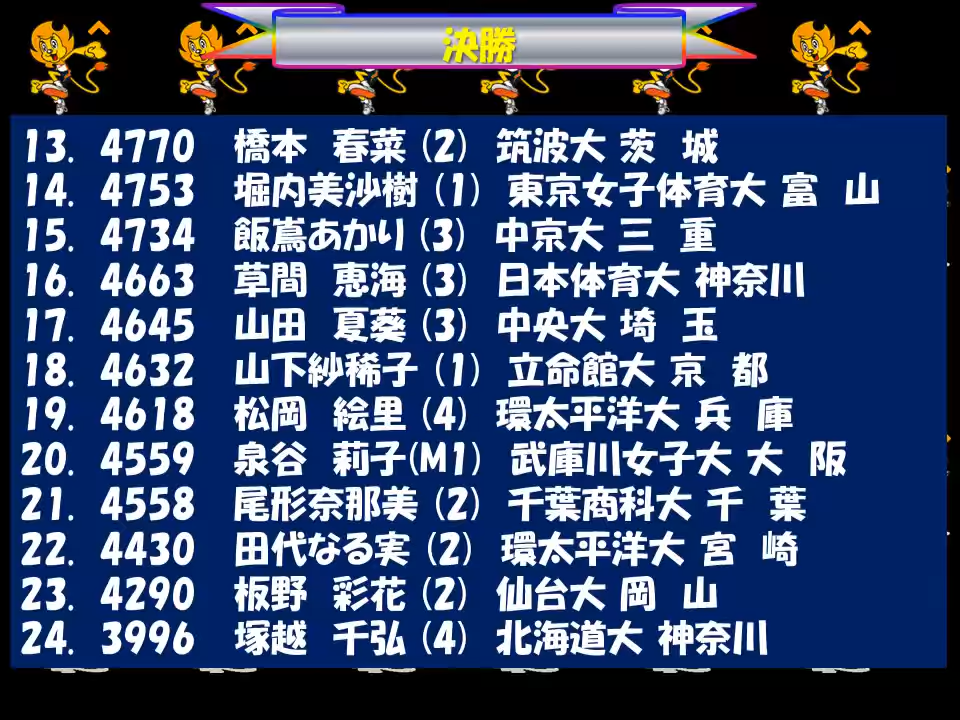 決勝
13. 4770 橋本 春菜 (2) 筑波大 茨 城
14. 4753 堀内美沙樹 (1) 東京女子体育大 富 山
15. 4734 飯嶌あかり (3) 中京大 三 重
16. 4663 草間 恵海 (3) 日本体育大 神奈川
17. 4645 山田 夏葵 (3) 中央大 埼 玉
18. 4632 山下紗稀子 (1) 立命館大 京 都
19. 4618 松岡 絵里 (4) 環太平洋大 兵 庫
20. 4559 泉谷 莉子(M1) 武庫川女子大 大 阪
21. 4558 尾形奈那美 (2) 千葉商科大 千 葉
22. 4430 田代なる実 (2) 環太平洋大 宮 崎
23. 4290 板野 彩花 (2) 仙台大 岡 山
24. 3996 塚越 千弘 (4) 北海道大 神奈川